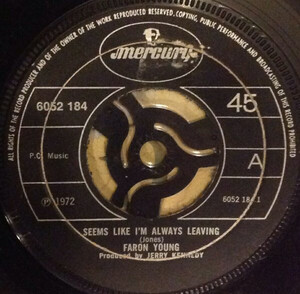 ALL RIGHTS OF THE RECORD PRODUCER AND OF THE OWNER OF THE WORK REPRODUCED RESERVED. COPYING, PUBLIC PERFORMANCE AND BROADCASTING OF THIS RECORD PROHIBITED
mercury
6052 184
45
P.C. Music
A
℗ 1972
6052 184.1
SEEMS LIKE I'M ALWAYS LEAVING
(Jones)
FARON YOUNG
Produced by JERRY KENNEDY